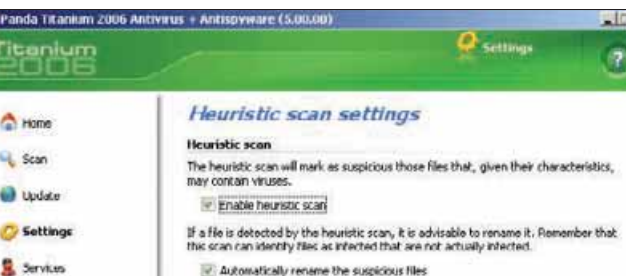 Panda Titanium 2006 Antivirus + Antispyware (5.00.00)
Titanium
2006
Settings
?
Home
Scan
Update
Settings
Services
Heuristic scan settings
Heuristic scan
The heuristic scan will mark as suspicious those files that, given their characteristics,
may contain viruses.
Enable heuristic scan
If a file is detected by the heuristic scan, it is advisable to rename it. Remember that
this scan can identify files as infected that are not actually infected.
Automatically rename the suspicious files